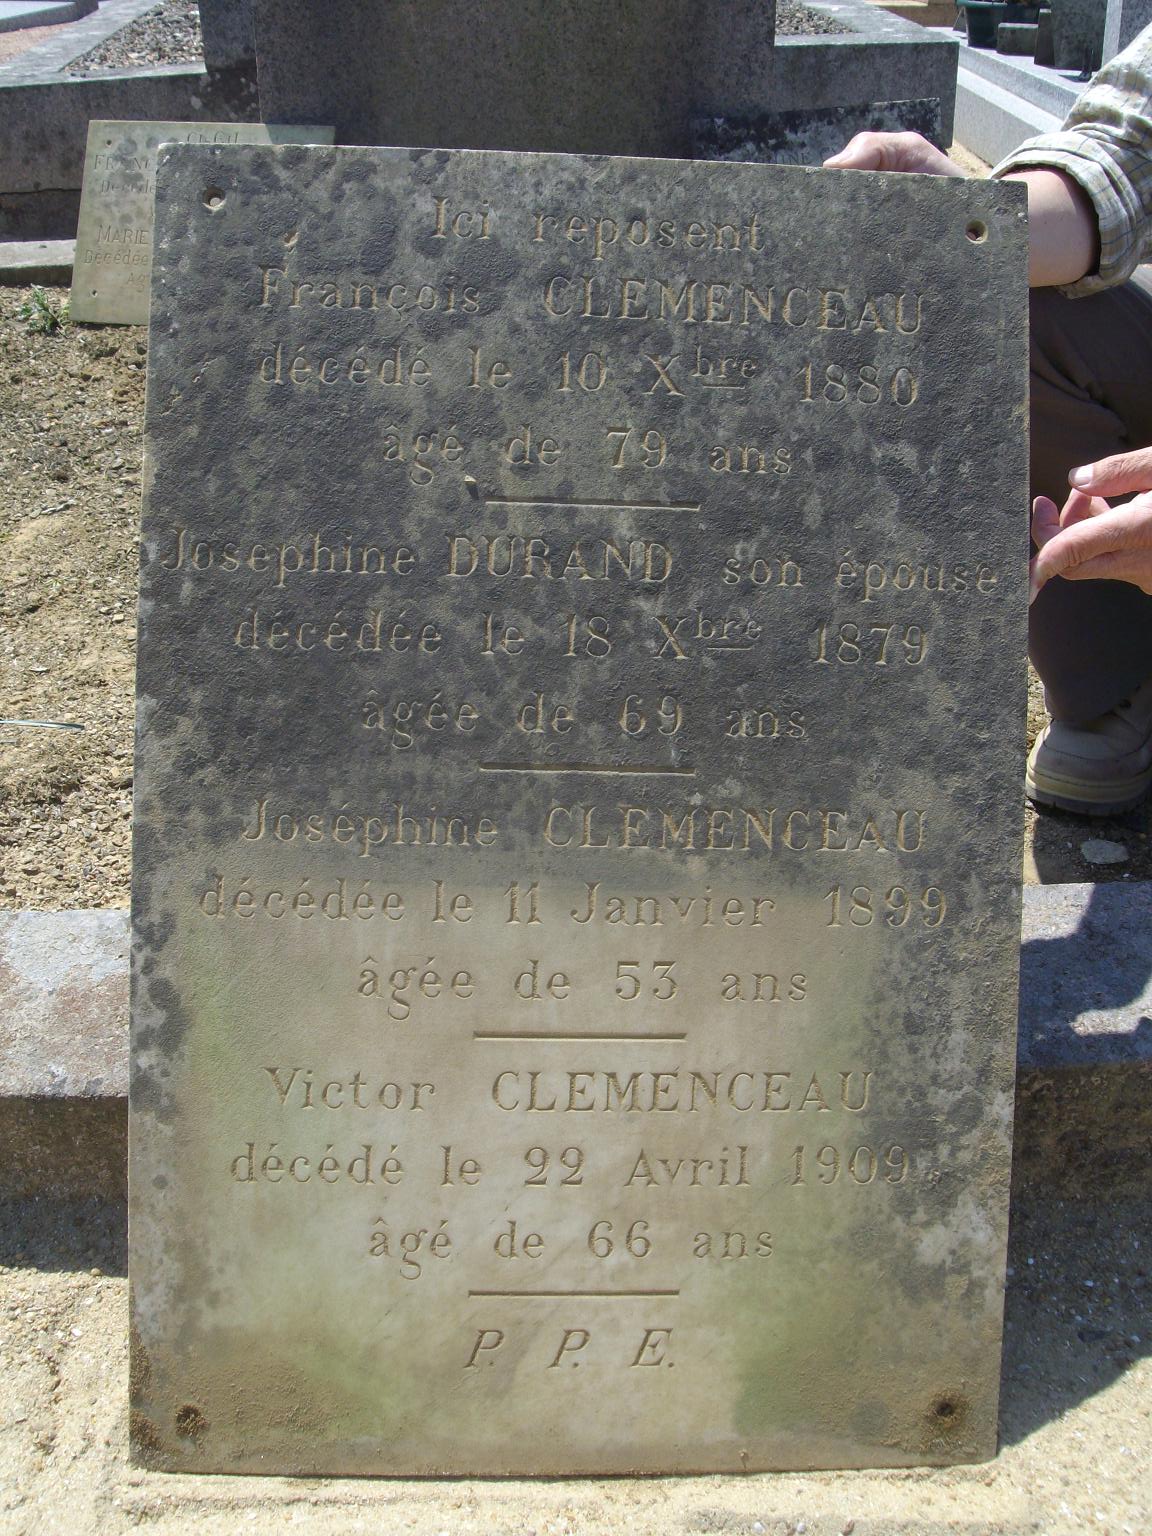 Ici reposent
François CLEMENCEAU
décédé le 10 Xbre 1880
âgé de 79 ans
Josephine DURAND son épouse
décédée le 18 Xbre 1879
âgée de 69 ans
Joséphine CLEMENCEAU
décédée le 11 Janvier 1899
âgée de 53 ans
Victor CLEMENCEAU
décédé le 22 Avril 1909
âgé de 66 ans
P. P. E.
MARIE
Décédée